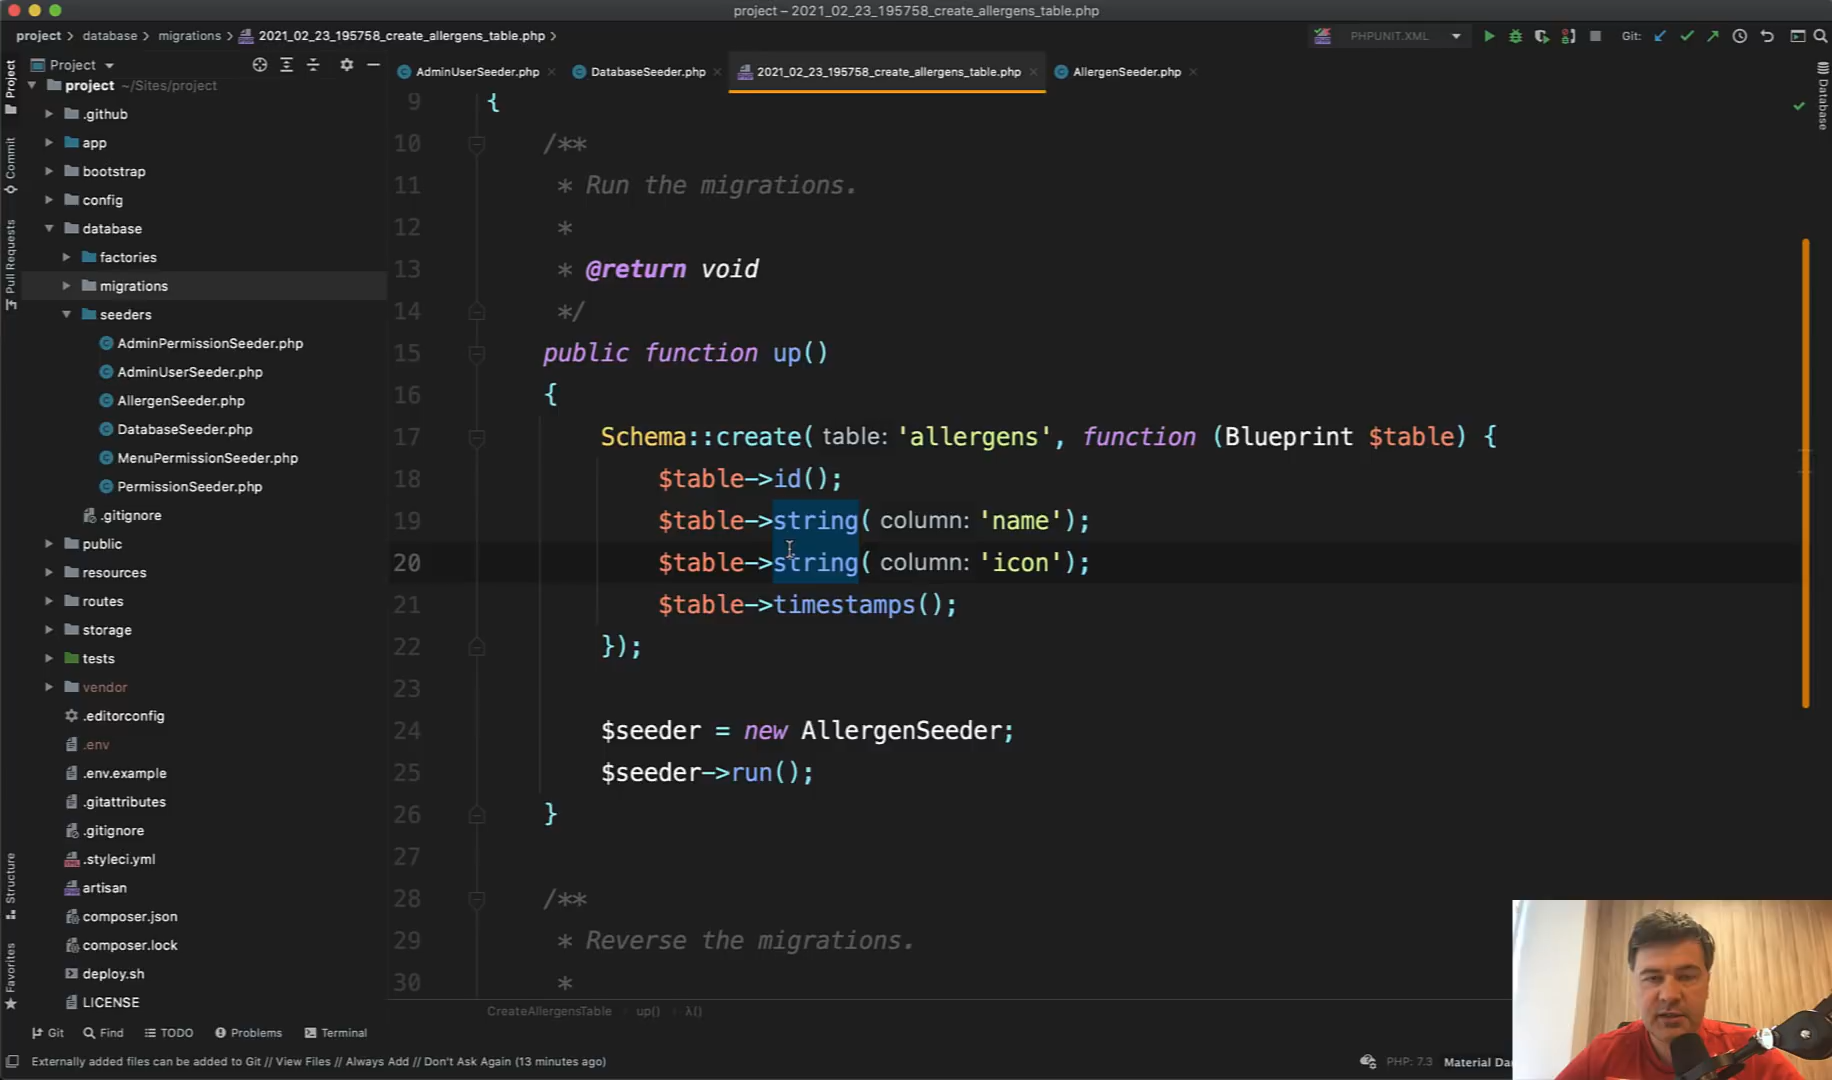 project – 2021_02_23_195758_create_allergens_table.php
project
database
migrations
2021_02_23_195758_create_allergens_table.php
PHPUNIT.XML
Git:
Project
AdminUserSeeder.php
DatabaseSeeder.php
2021_02_23_195758_create_allergens_table.php
AllergenSeeder.php
Project
Commit
Pull Requests
Structure
Favorites
Database
project ~/Sites/project
.github
app
bootstrap
config
database
factories
migrations
seeders
AdminPermissionSeeder.php
AdminUserSeeder.php
AllergenSeeder.php
DatabaseSeeder.php
MenuPermissionSeeder.php
PermissionSeeder.php
.gitignore
public
resources
routes
storage
tests
vendor
.editorconfig
.env
.env.example
.gitattributes
.gitignore
.styleci.yml
artisan
composer.json
composer.lock
deploy.sh
LICENSE
9 {
10 /**
11 * Run the migrations.
12 *
13 * @return void
14 */
15 public function up()
16 {
17 Schema::create( table: 'allergens', function (Blueprint $table) {
18 $table->id();
19 $table->string( column: 'name');
20 $table->string( column: 'icon');
21 $table->timestamps();
22 });
23
24 $seeder = new AllergenSeeder;
25 $seeder->run();
26 }
27
28 /**
29 * Reverse the migrations.
30 *
CreateAllergensTable
up()
λ()
Git
Find
TODO
Problems
Terminal
Externally added files can be added to Git // View Files // Always Add // Don't Ask Again (13 minutes ago)
PHP: 7.3
Material